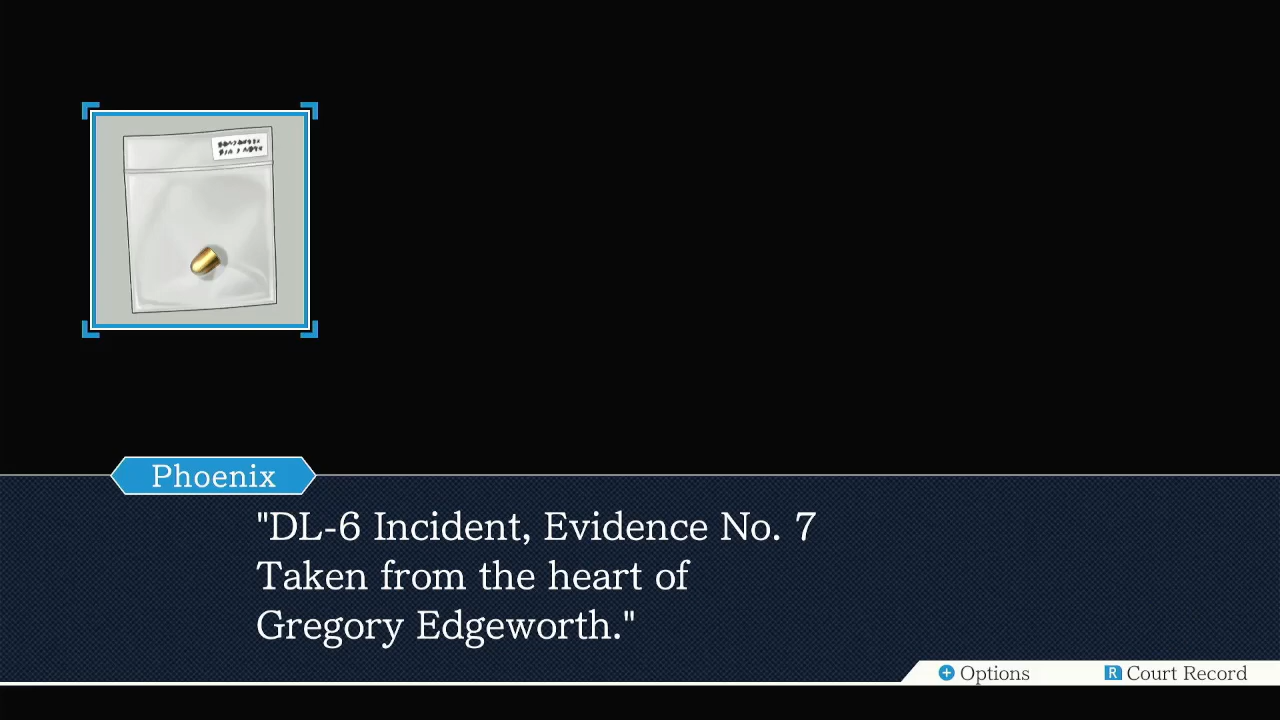 Phoenix
"DL-6 Incident, Evidence No. 7
Taken from the heart of
Gregory Edgeworth."
Options
R Court Record